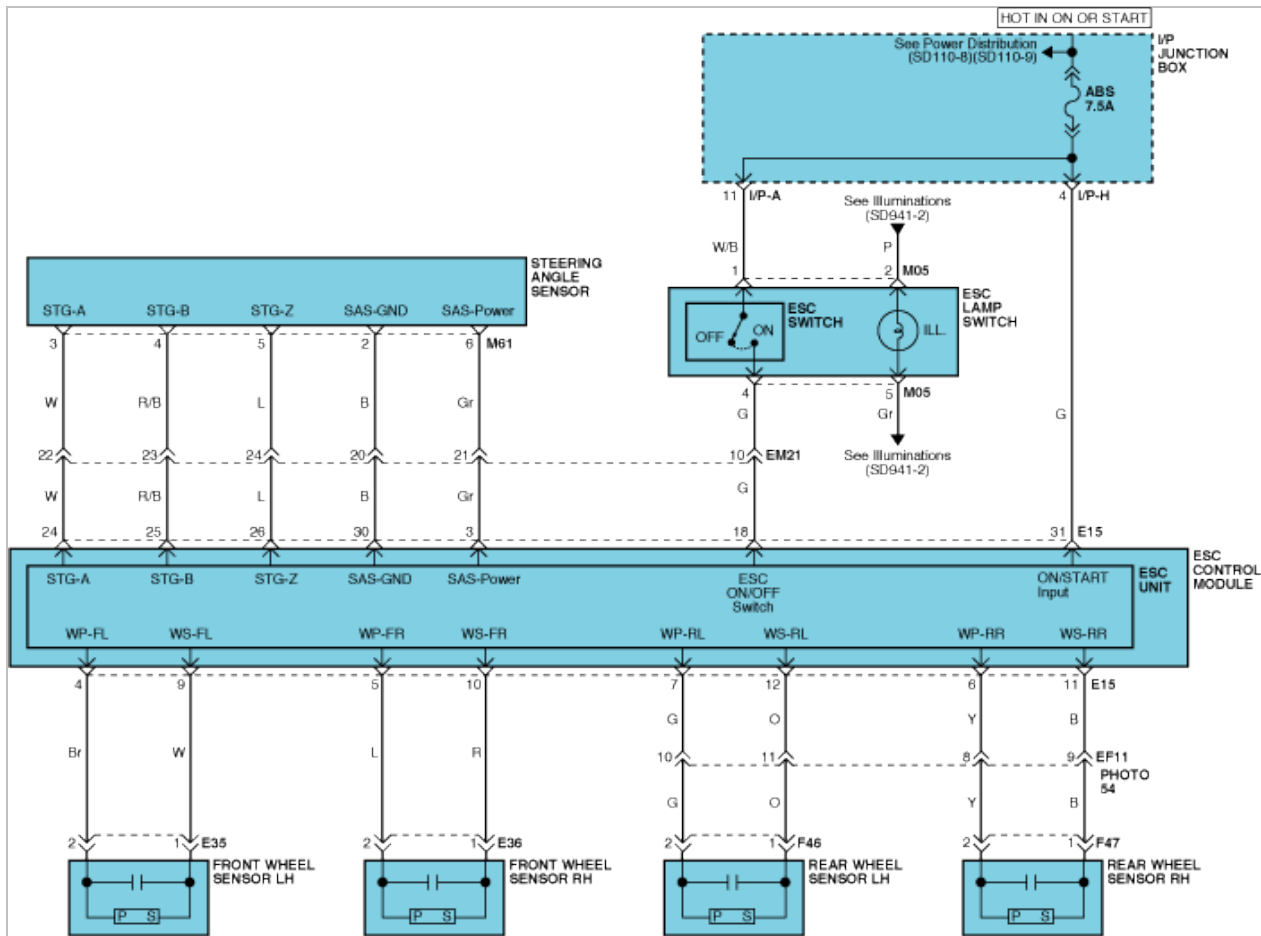 HOT IN ON OR START
See Power Distribution
(SD110-8)(SD110-9)
I/P
JUNCTION
BOX
ABS
7.5A
11 I/P-A
4 I/P-H
See Illuminations
(SD941-2)
W/B
P
1
2 M05
STEERING
ANGLE
SENSOR
STG-A STG-B STG-Z SAS-GND SAS-Power
3 4 5 2 6 M61
ESC
SWITCH
OFF ON
ILL.
ESC
LAMP
SWITCH
4
5 M05
W R/B L B Gr G Gr G
22 23 24 20 21 10 EM21
See Illuminations
(SD941-2)
W R/B L B Gr G
24 25 26 30 3 18 31 E15
ESC
CONTROL
MODULE
STG-A STG-B STG-Z SAS-GND SAS-Power
ESC
ON/OFF
Switch
ON/START
Input
ESC
UNIT
WP-FL WS-FL WP-FR WS-FR WP-RL WS-RL WP-RR WS-RR
4 9 5 10 7 12 6 11 E15
G O Y B
Br W L R
10 11 8 9 EF11
PHOTO
54
G O Y B
2 1 E35
2 1 E36
2 1 F46
2 1 F47
FRONT WHEEL
SENSOR LH
P S
FRONT WHEEL
SENSOR RH
P S
REAR WHEEL
SENSOR LH
P S
REAR WHEEL
SENSOR RH
P S